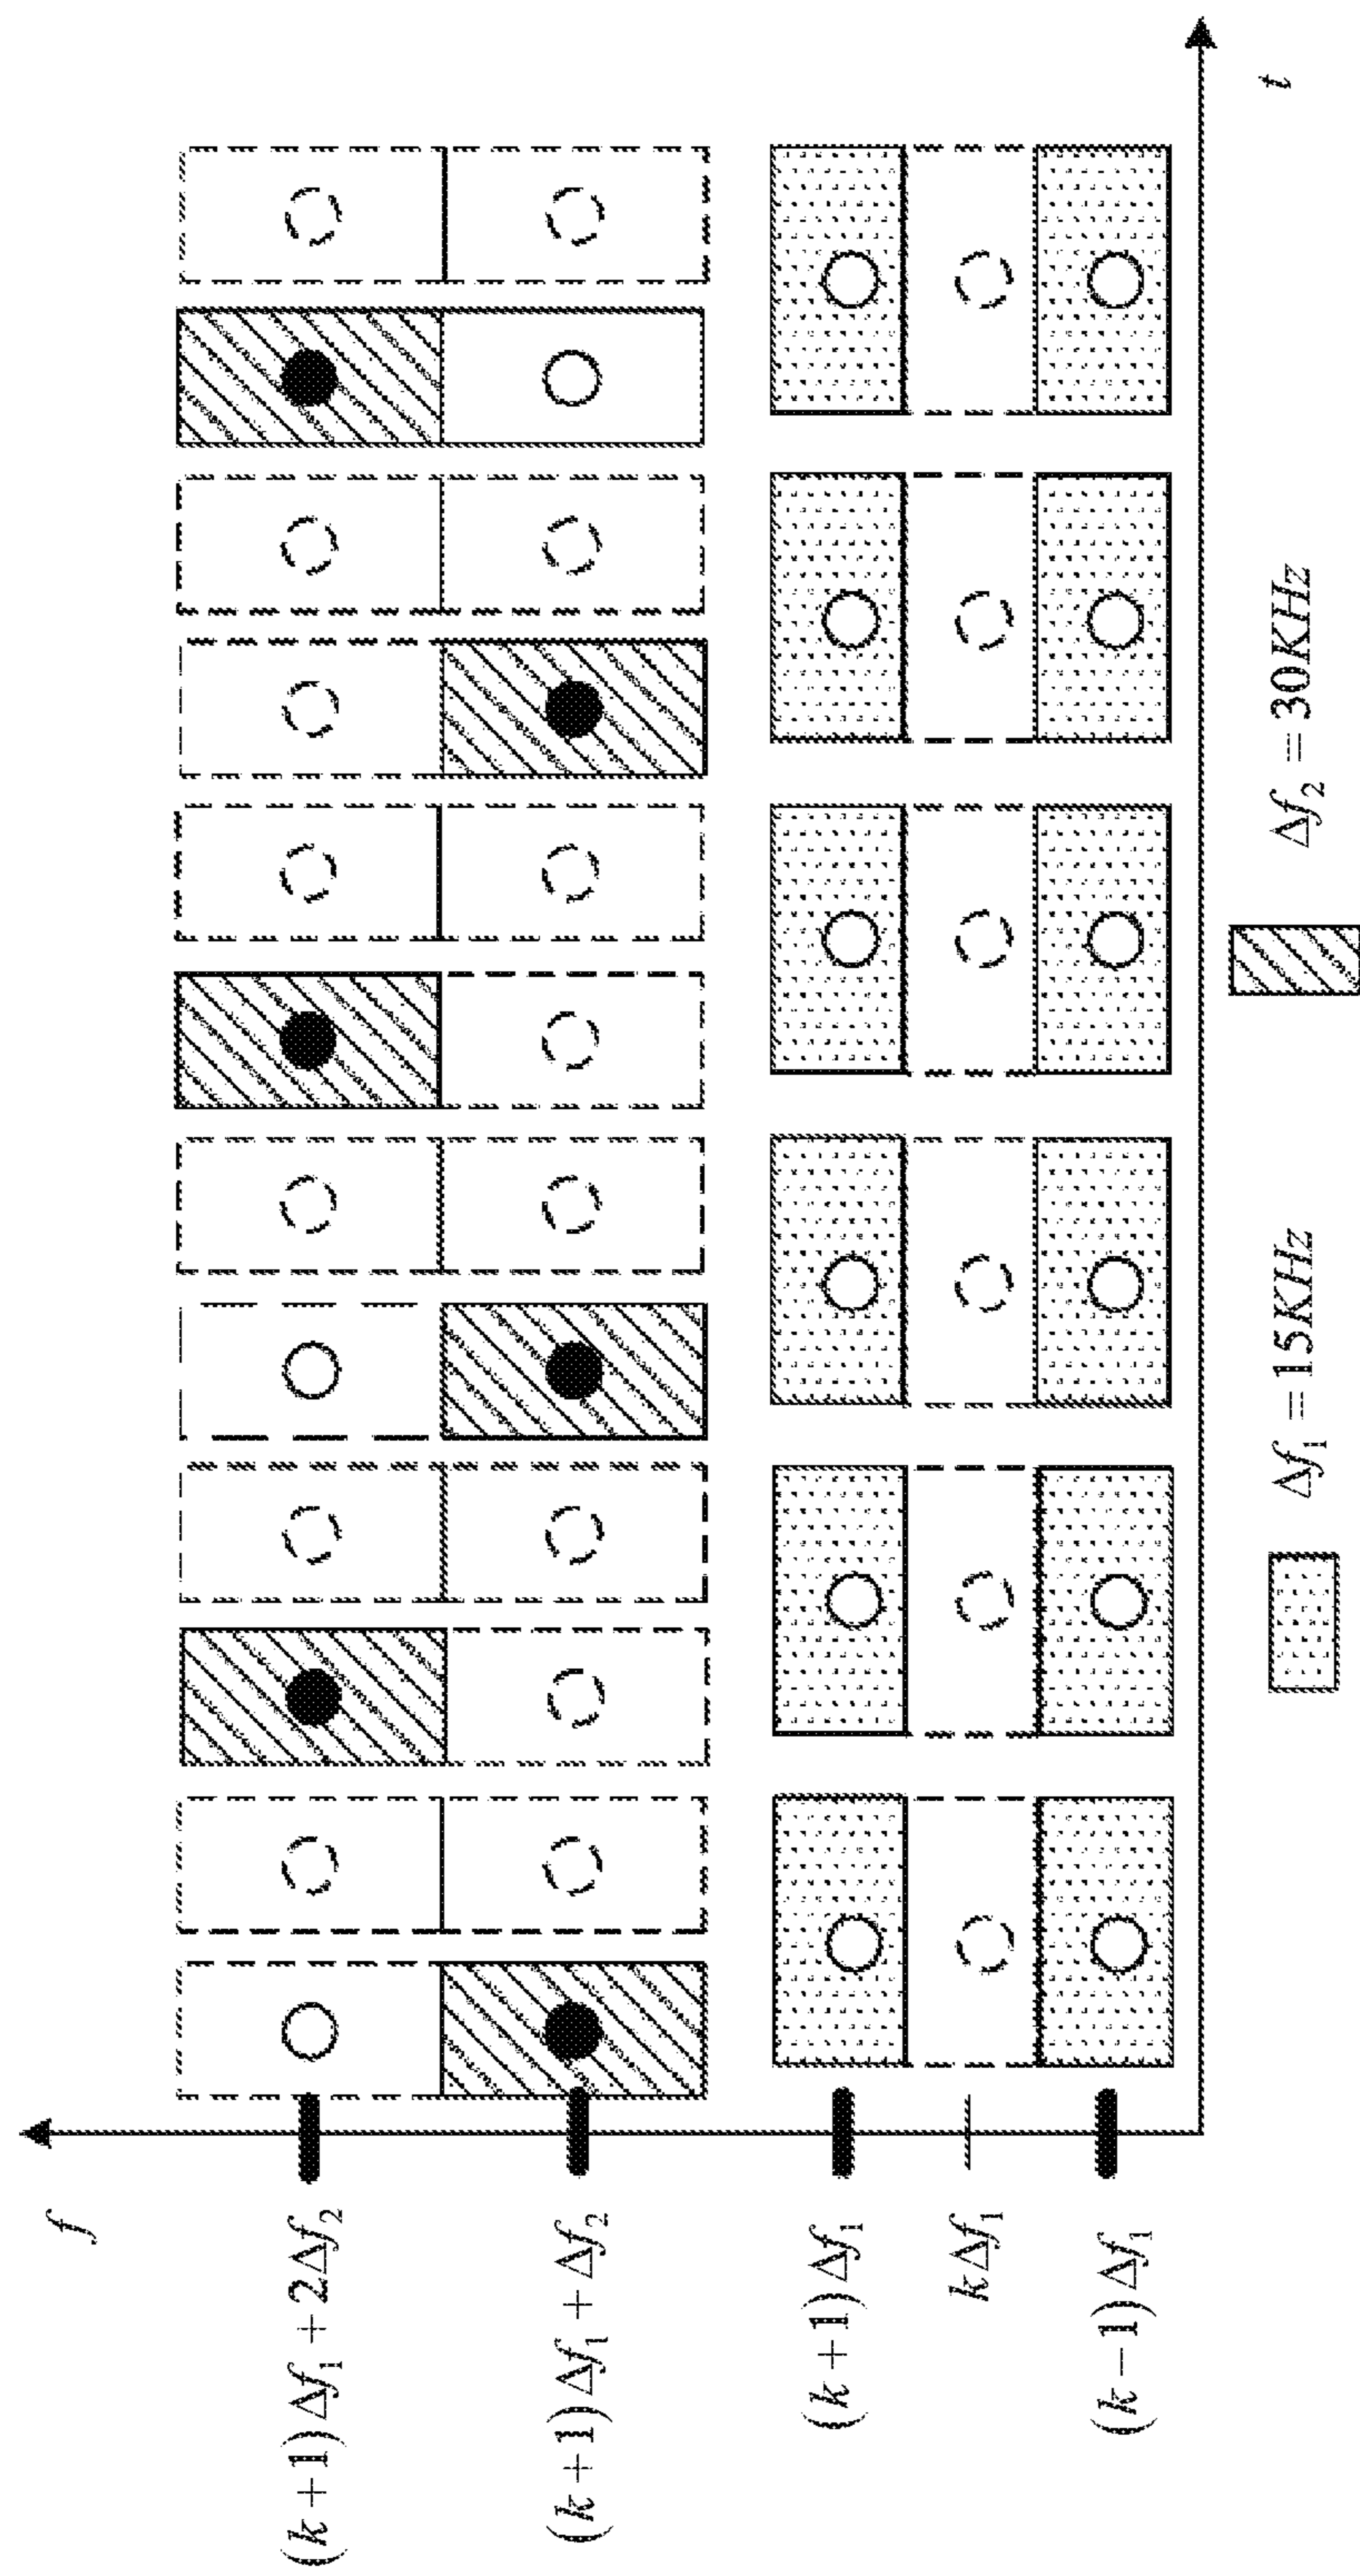 f
(k+1)Δf₁+2Δf₂
(k+1)Δf₁+Δf₂
(k+1)Δf₁
kΔf₁
(k−1)Δf₁
t
Δf₁=15KHz
Δf₂=30KHz